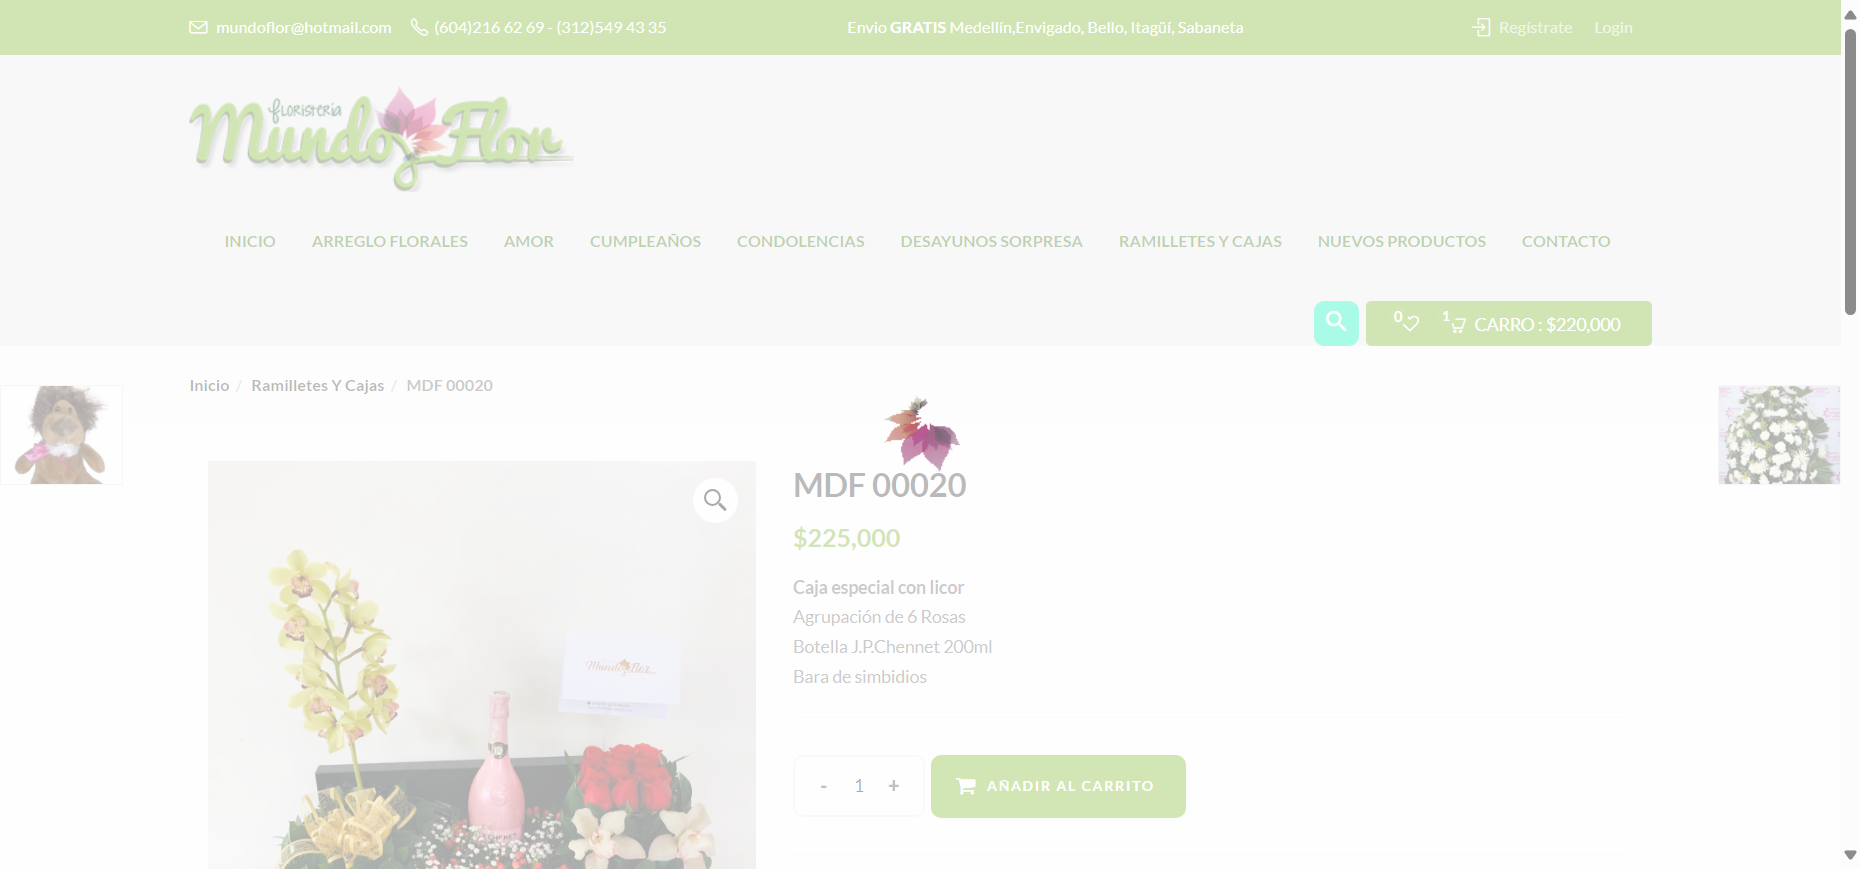 mundoflor@hotmail.com (604)216 62 69 - (312)549 43 35 Envio GRATIS Medellín,Envigado, Bello, Itagüí, Sabaneta Regístrate Login
floristería
Mundo Flor
INICIO ARREGLO FLORALES AMOR CUMPLEAÑOS CONDOLENCIAS DESAYUNOS SORPRESA RAMILLETES Y CAJAS NUEVOS PRODUCTOS CONTACTO
0 1 CARRO : $220,000
Inicio / Ramilletes Y Cajas / MDF 00020
MDF 00020
$225,000
Caja especial con licor
Agrupación de 6 Rosas
Botella J.P.Chennet 200ml
Bara de simbidios
Mundo Flor
- 1 +
AÑADIR AL CARRITO